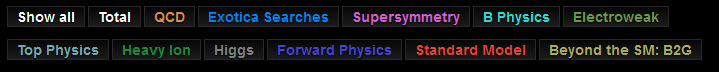 Show all Total QCD Exotica Searches Supersymmetry B Physics Electroweak
Top Physics Heavy Ion Higgs Forward Physics Standard Model Beyond the SM: B2G